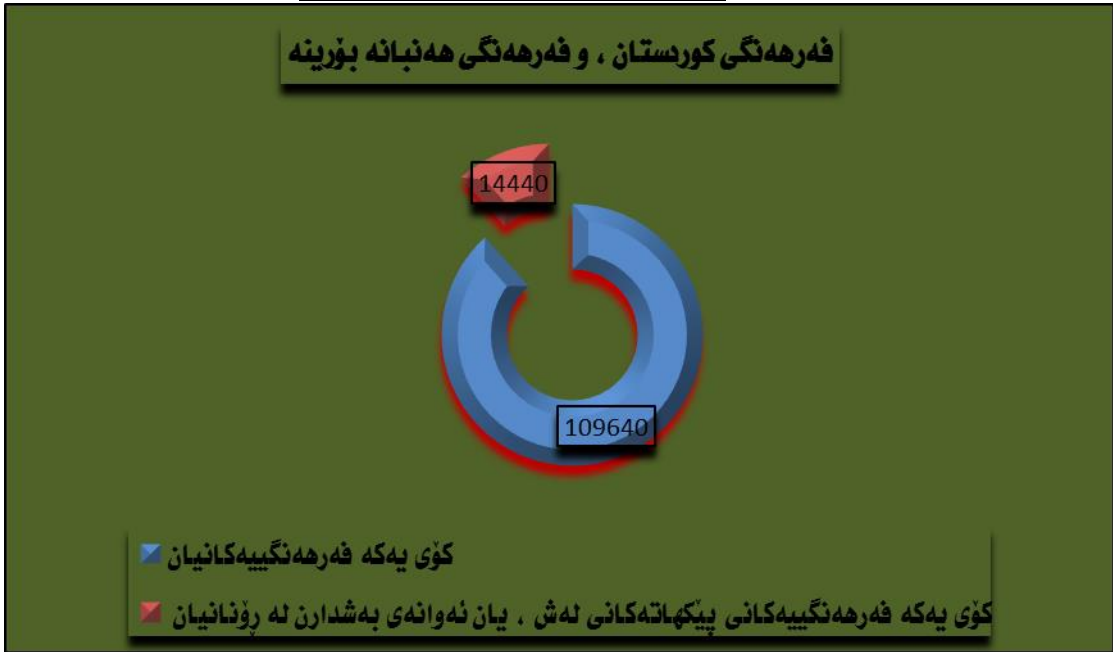 فەرهەنگی کوردستان ، و فەرهەنگی هەنبانە بۆرینە
14440
109640
کۆی یەکە فەرهەنگییەکانیان
کۆی یەکە فەرهەنگییەکانی پێکهاتەکانی لەش ، یان ئەوانەی بەشدارن لە ڕۆنانیان